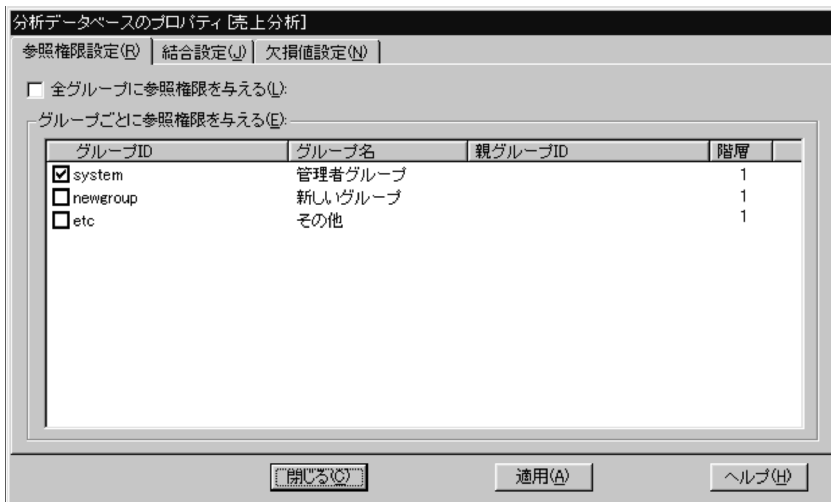 分析データベースのプロパティ [売上分析]
参照権限設定(R) 結合設定(J) 欠損値設定(N)
全グループに参照権限を与える(L):
グループごとに参照権限を与える(E):
グループID グループ名 親グループID 階層
system 管理者グループ 1
newgroup 新しいグループ 1
etc その他 1
閉じる(C) 適用(A) ヘルプ(H)